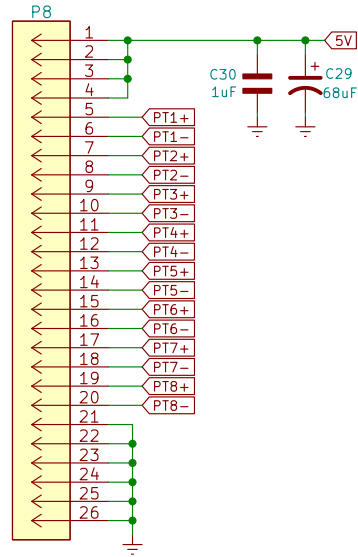 P8
1
5V
2
C30
1uF
+
C29
68uF
3
4
5 PT1+
6 PT1-
7 PT2+
8 PT2-
9 PT3+
10 PT3-
11 PT4+
12 PT4-
13 PT5+
14 PT5-
15 PT6+
16 PT6-
17 PT7+
18 PT7-
19 PT8+
20 PT8-
21
22
23
24
25
26